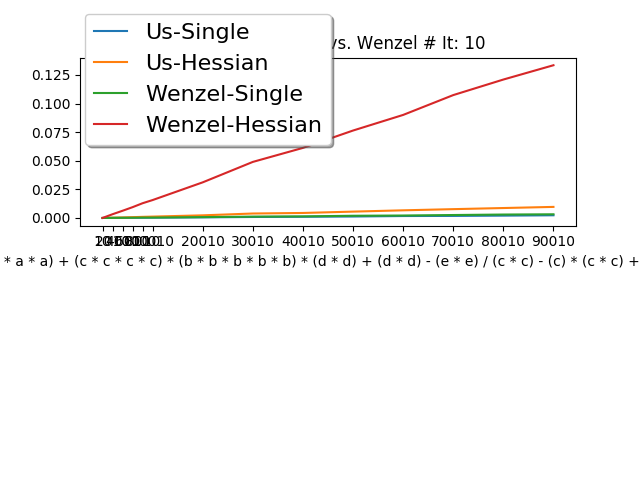 Us-Single
Us-Hessian
Wenzel-Single
Wenzel-Hessian
vs. Wenzel # It: 10
0.125
0.100
0.075
0.050
0.025
0.000
20010 30010 40010 50010 60010 70010 80010 90010
* a * a) + (c * c * c * c) * (b * b * b * b * b) * (d * d) + (d * d) - (e * e) / (c * c) - (c) * (c * c) +